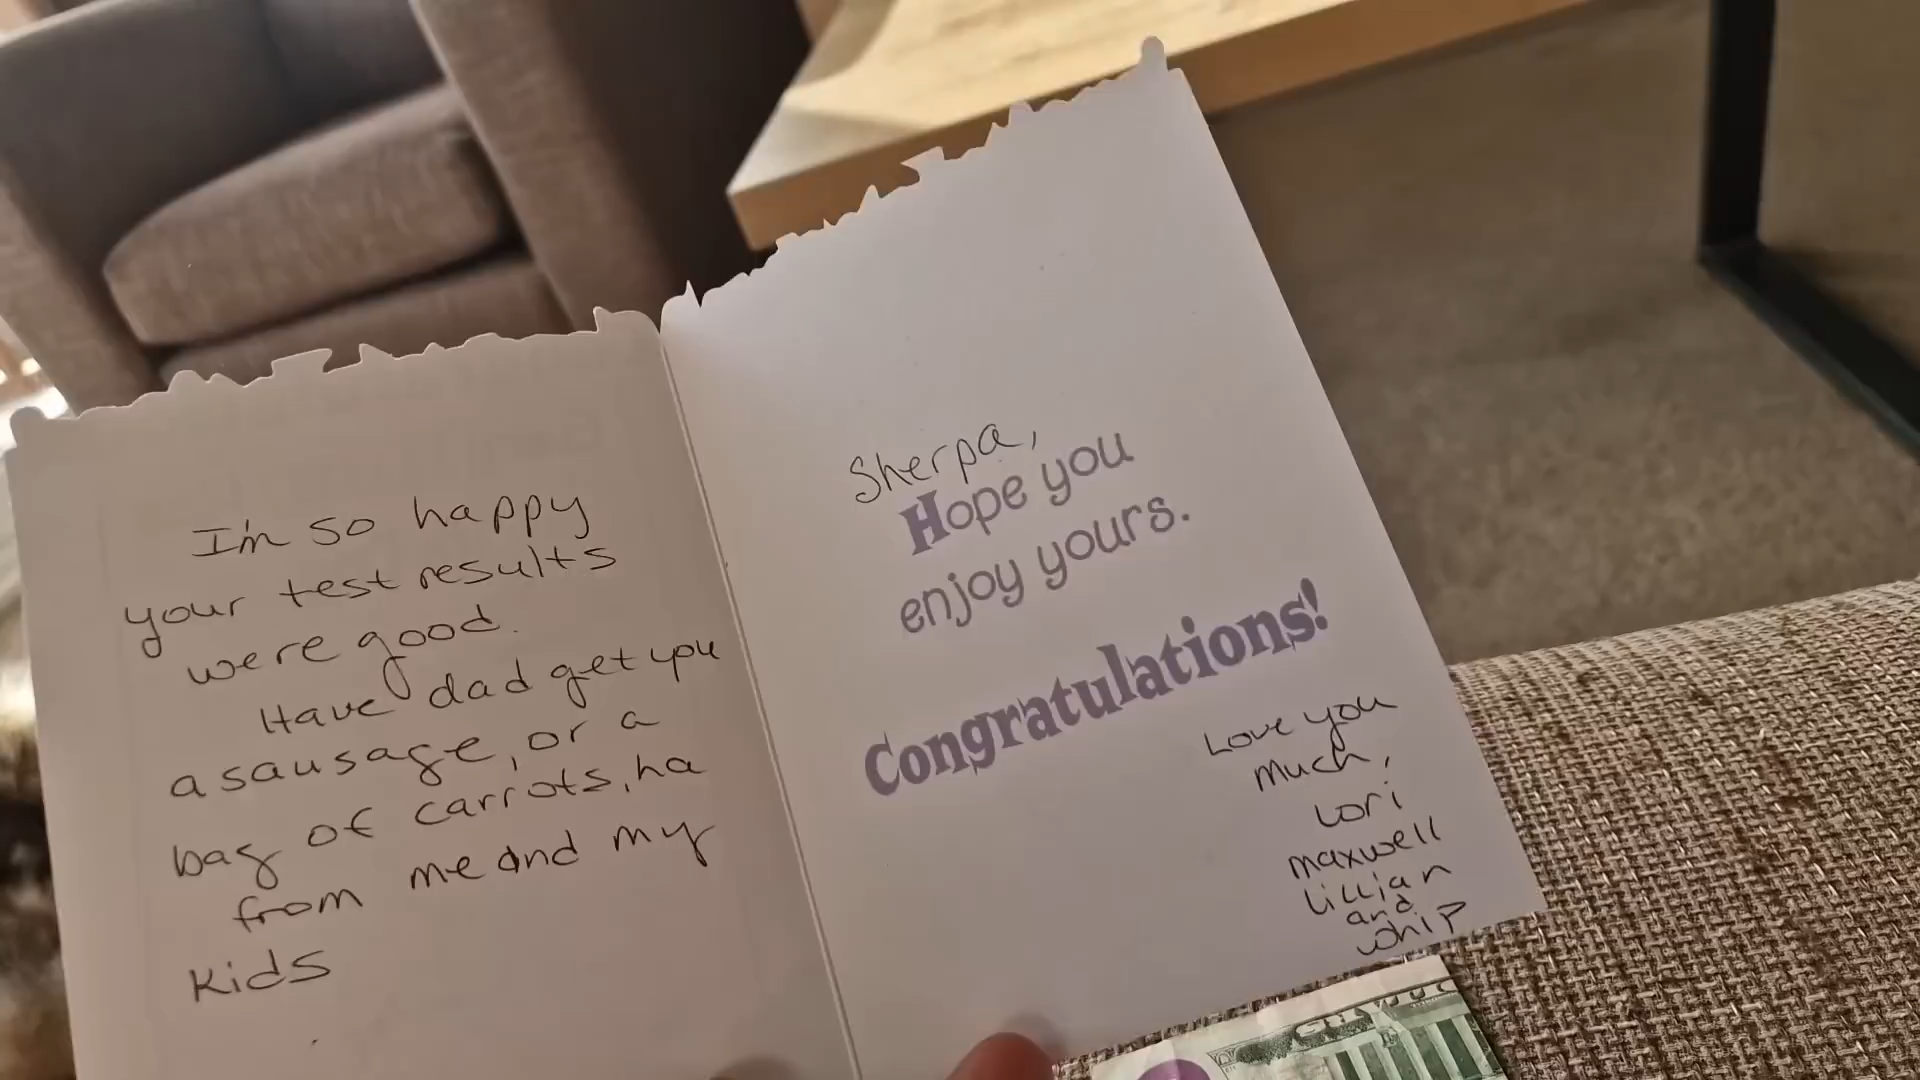 I'm so happy
your test results
were good.
Have dad get you
a sausage, or a
bag of carrots, ha
from me and my
Kids
Sherpa,
Hope you
enjoy yours.
Congratulations!
Love you
much,
Lori
maxwell
Lillian
and
whip